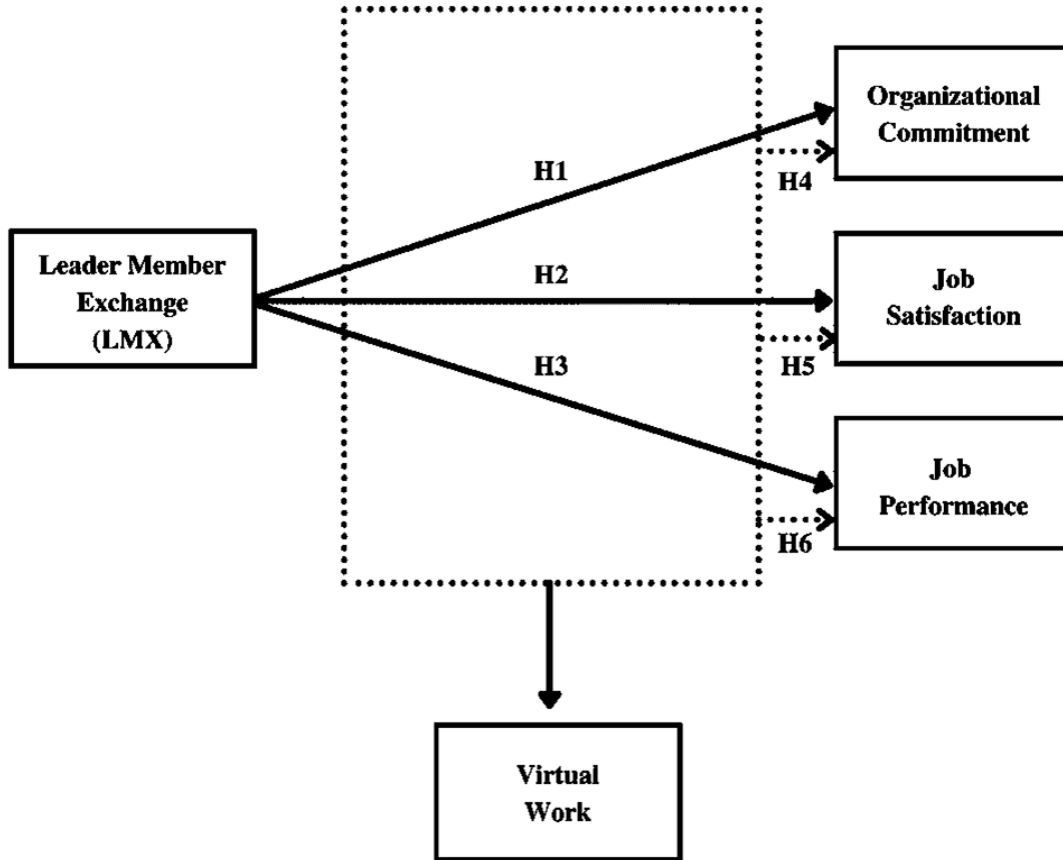 Organizational
Commitment
H1
H4
Leader Member
Exchange
(LMX)
H2
Job
Satisfaction
H5
H3
Job
Performance
H6
Virtual
Work